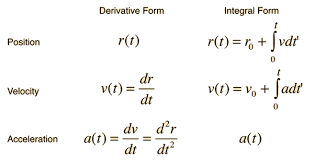 Derivative Form Integral Form
Position r(t) r(t) = r₀ + ∫₀ᵗ vdt'
Velocity v(t) = dr/dt v(t) = v₀ + ∫₀ᵗ adt'
Acceleration a(t) = dv/dt = d²r/dt² a(t)